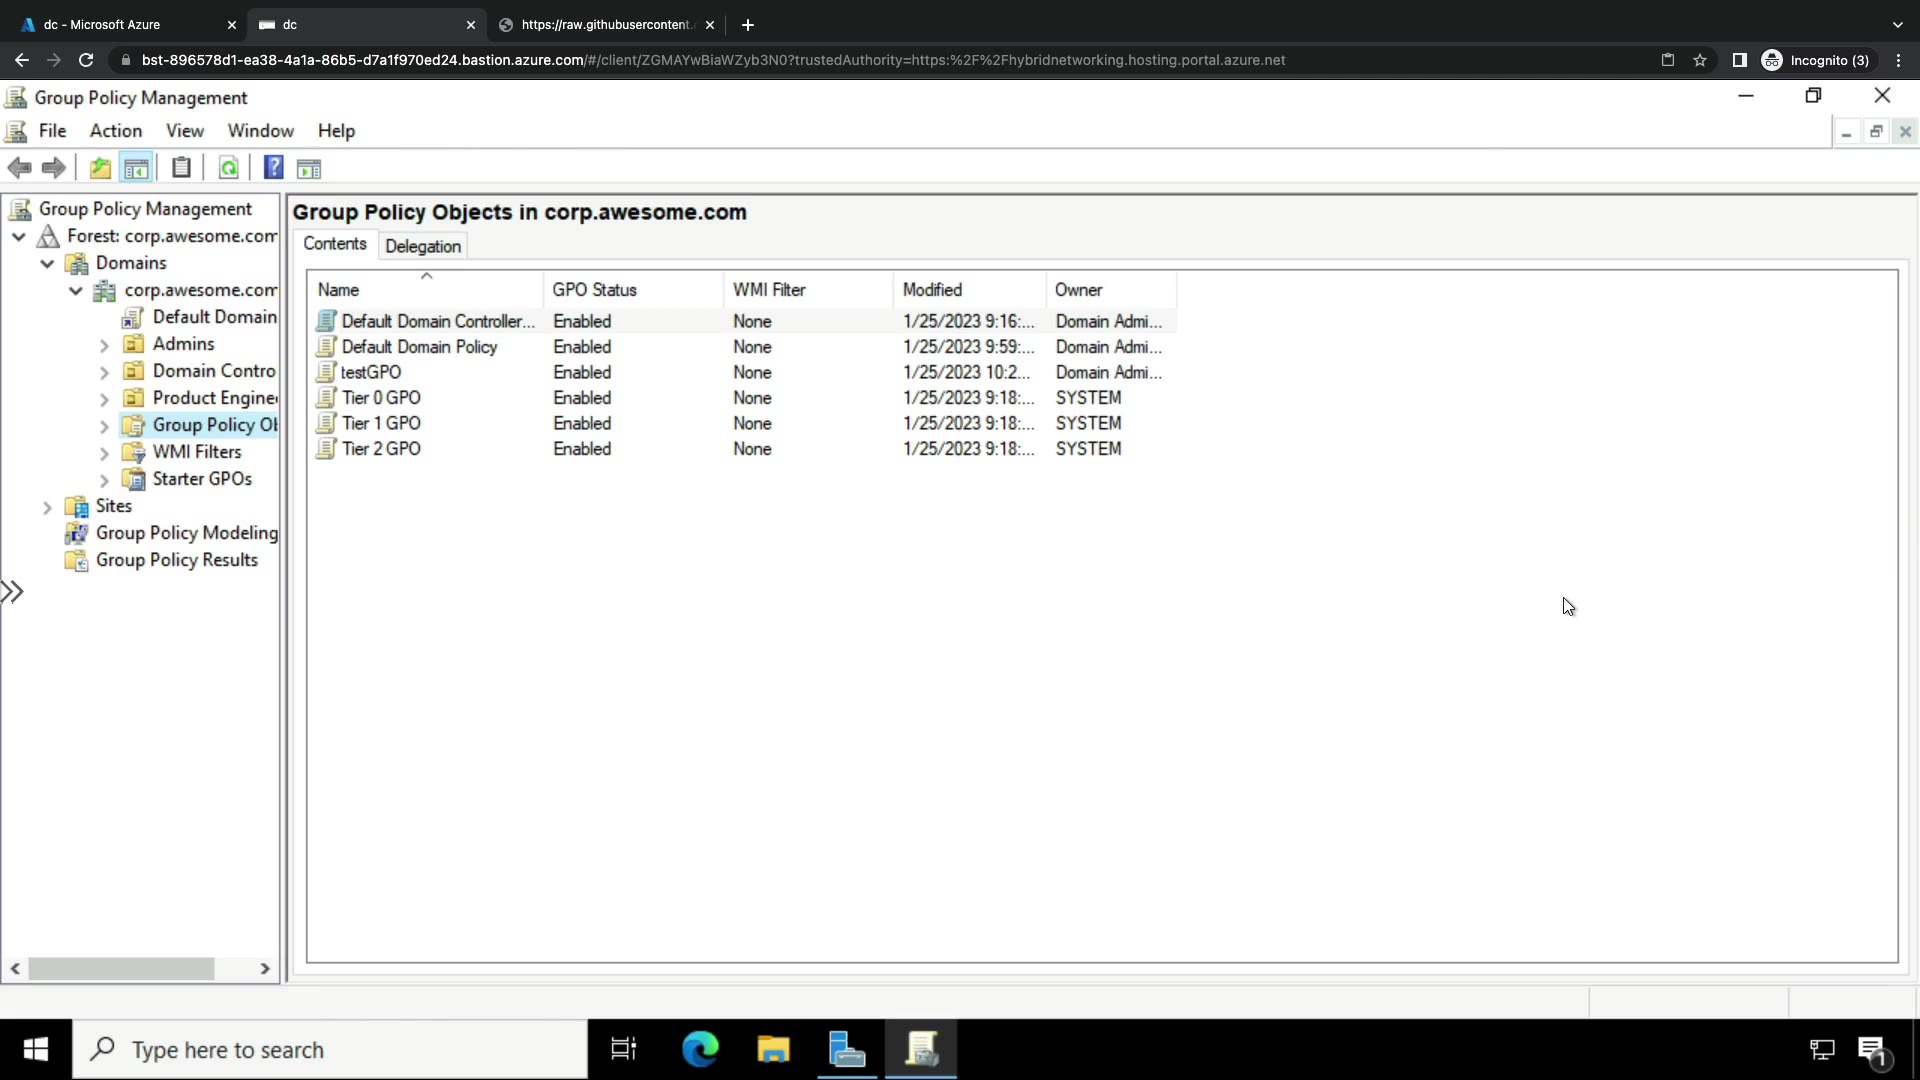 dc - Microsoft Azure
dc
https://raw.githubusercontent.
bst-896578d1-ea38-4a1a-86b5-d7a1f970ed24.bastion.azure.com/#/client/ZGMAYwBiaWZyb3N0?trustedAuthority=https:%2F%2Fhybridnetworking.hosting.portal.azure.net
Incognito (3)
Group Policy Management
File Action View Window Help
Group Policy Management
Forest: corp.awesome.com
Domains
corp.awesome.com
Default Domain
Admins
Domain Contro
Product Enginee
Group Policy Ob
WMI Filters
Starter GPOs
Sites
Group Policy Modeling
Group Policy Results
Group Policy Objects in corp.awesome.com
Contents Delegation
Name GPO Status WMI Filter Modified Owner
Default Domain Controller... Enabled None 1/25/2023 9:16:... Domain Admi...
Default Domain Policy Enabled None 1/25/2023 9:59:... Domain Admi...
testGPO Enabled None 1/25/2023 10:2... Domain Admi...
Tier 0 GPO Enabled None 1/25/2023 9:18:... SYSTEM
Tier 1 GPO Enabled None 1/25/2023 9:18:... SYSTEM
Tier 2 GPO Enabled None 1/25/2023 9:18:... SYSTEM
Type here to search
1